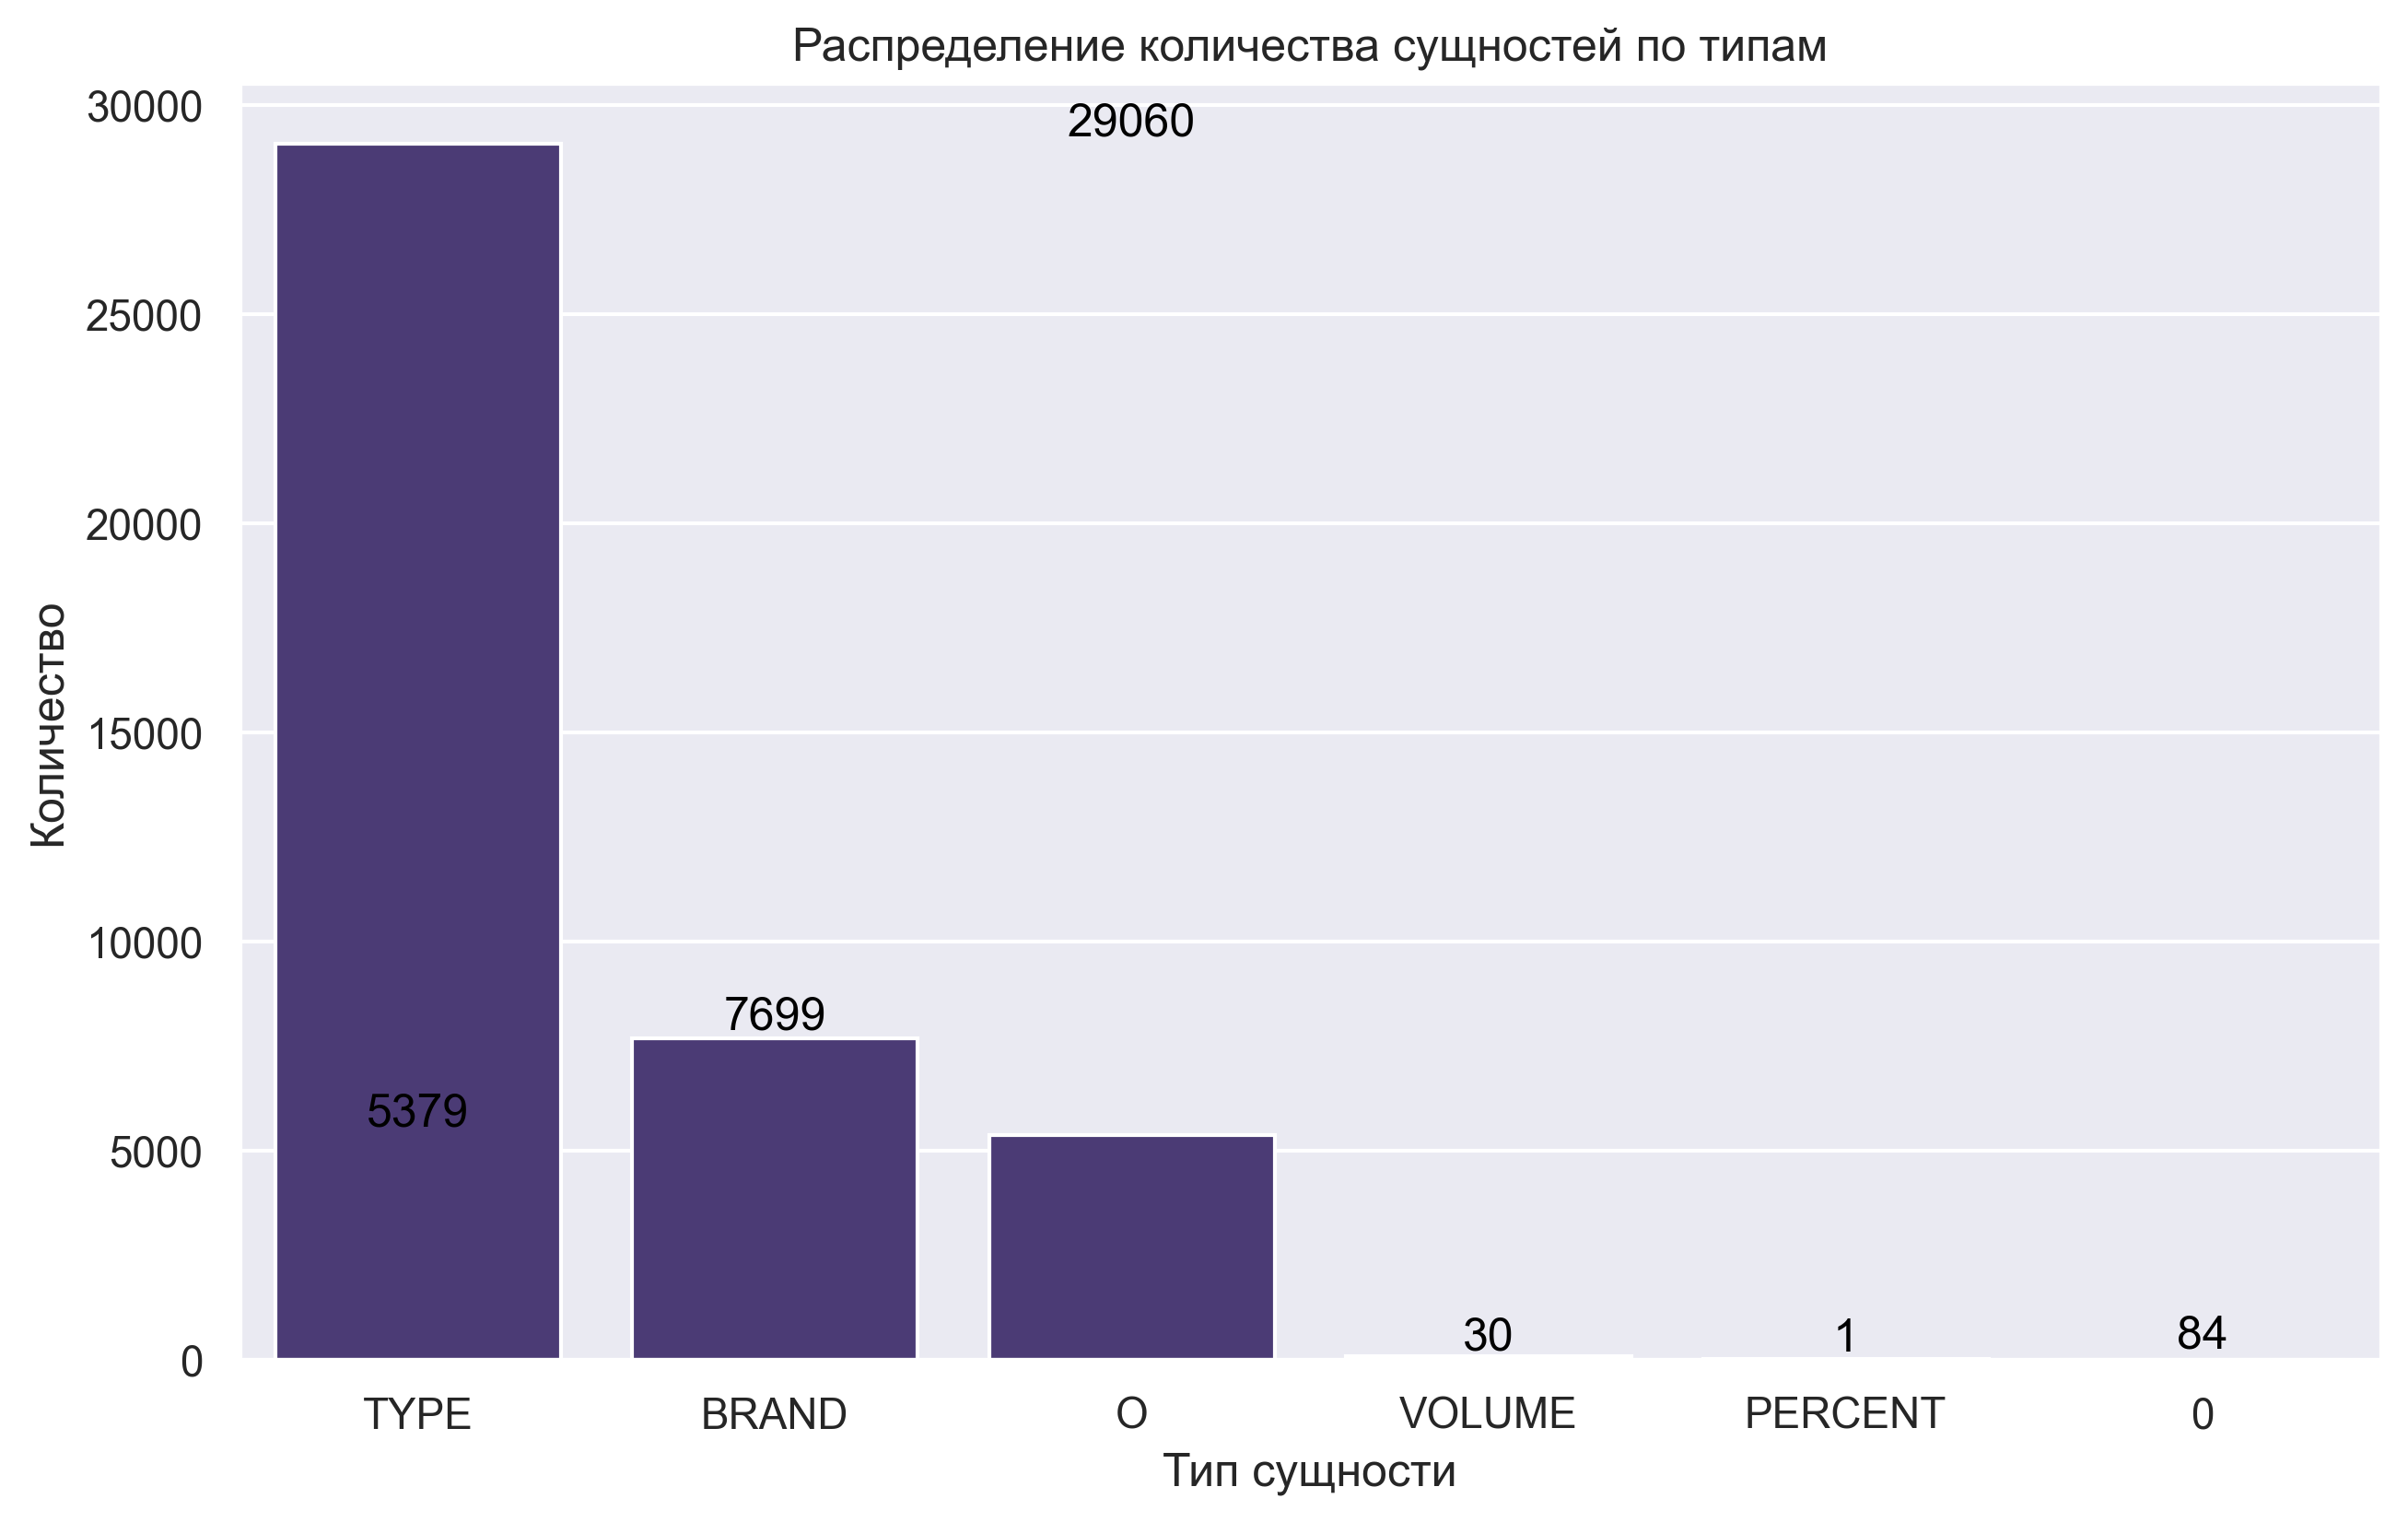 Распределение количества сущностей по типам
Количество
30000
25000
20000
15000
10000
5000
0
29060
7699
5379
30
1
84
TYPE
BRAND
O
VOLUME
PERCENT
0
Тип сущности